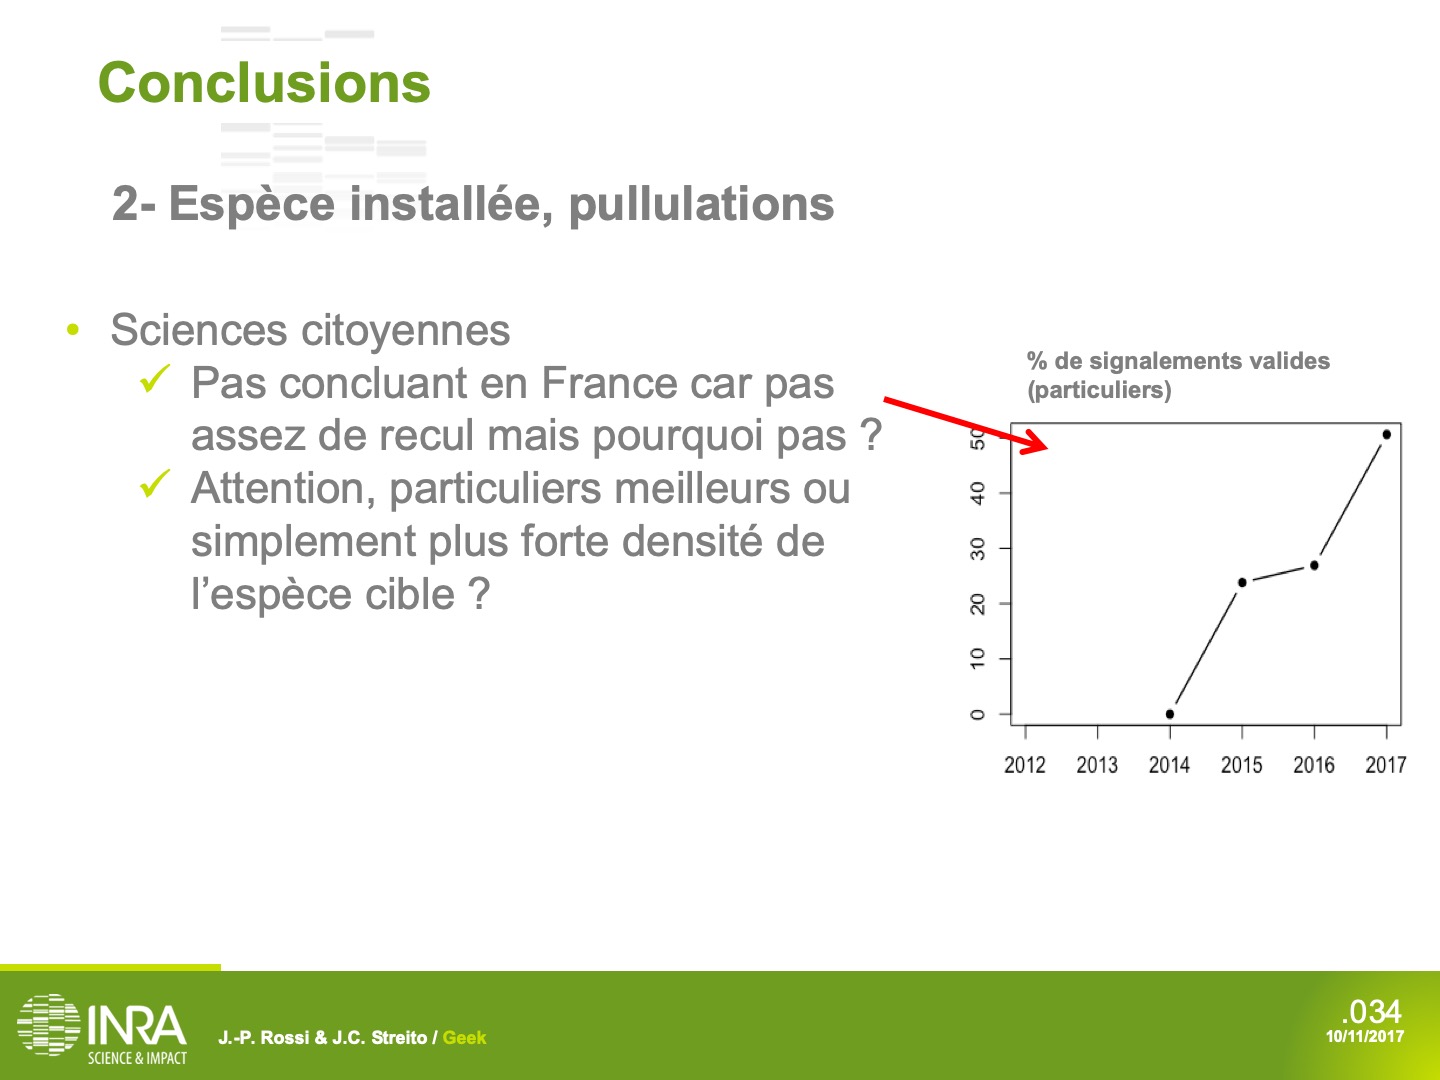 Conclusions
2- Espèce installée, pullulations
• Sciences citoyennes
✓ Pas concluant en France car pas
assez de recul mais pourquoi pas ?
✓ Attention, particuliers meilleurs ou
simplement plus forte densité de
l’espèce cible ?
% de signalements valides
(particuliers)
50
40
30
20
10
0
2012 2013 2014 2015 2016 2017
INRA
SCIENCE & IMPACT
J.-P. Rossi & J.C. Streito / Geek
.034
10/11/2017